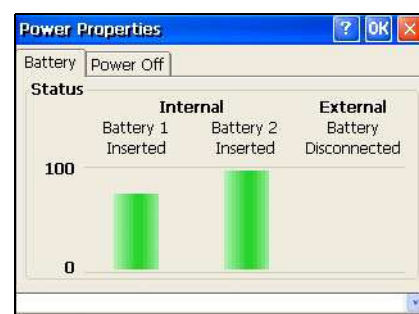 Power Properties ? OK ×
Battery Power Off
Status
Internal External
Battery 1 Battery 2 Battery
Inserted Inserted Disconnected
100
0